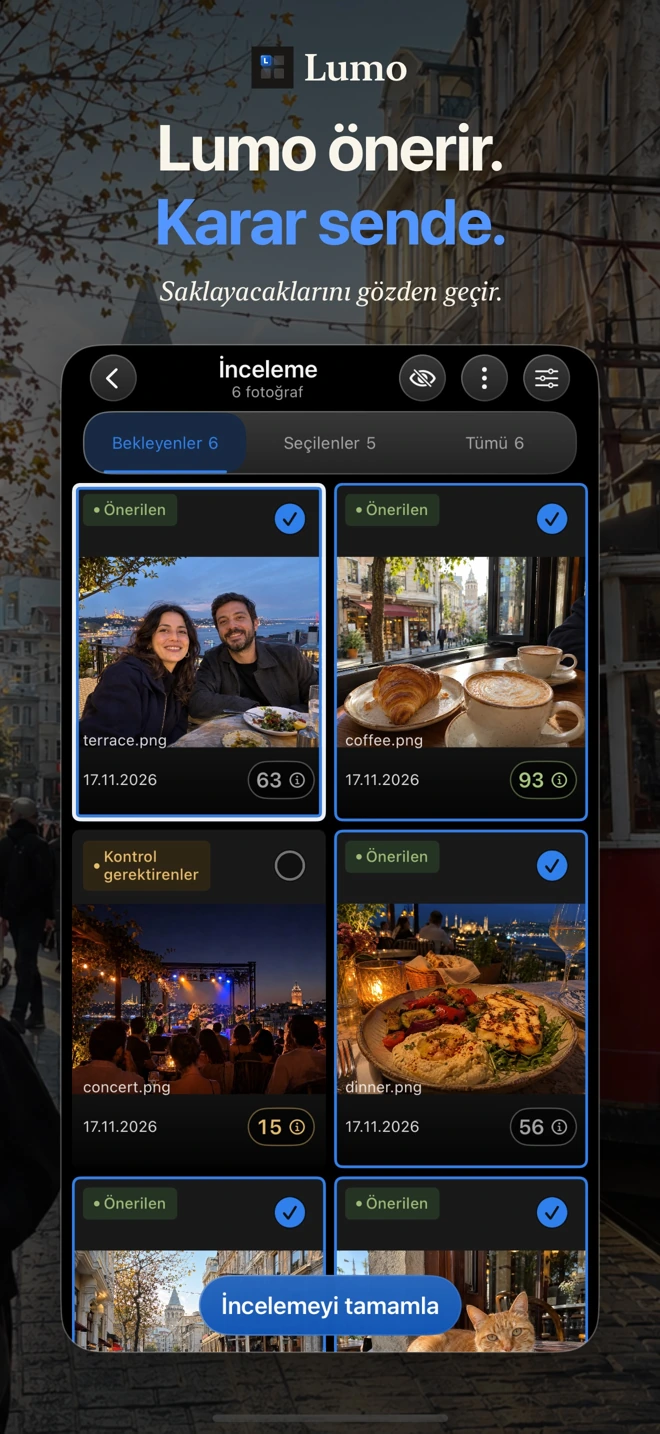 Lumo
Lumo önerir.
Karar sende.
Saklayacaklarını gözden geçir.
İnceleme
6 fotoğraf
Bekleyenler 6
Seçilenler 5
Tümü 6
Önerilen
Önerilen
terrace.png
coffee.png
17.11.2026
63
17.11.2026
93
Kontrol
gerektirenler
Önerilen
concert.png
dinner.png
17.11.2026
15
17.11.2026
56
Önerilen
Önerilen
İncelemeyi tamamla